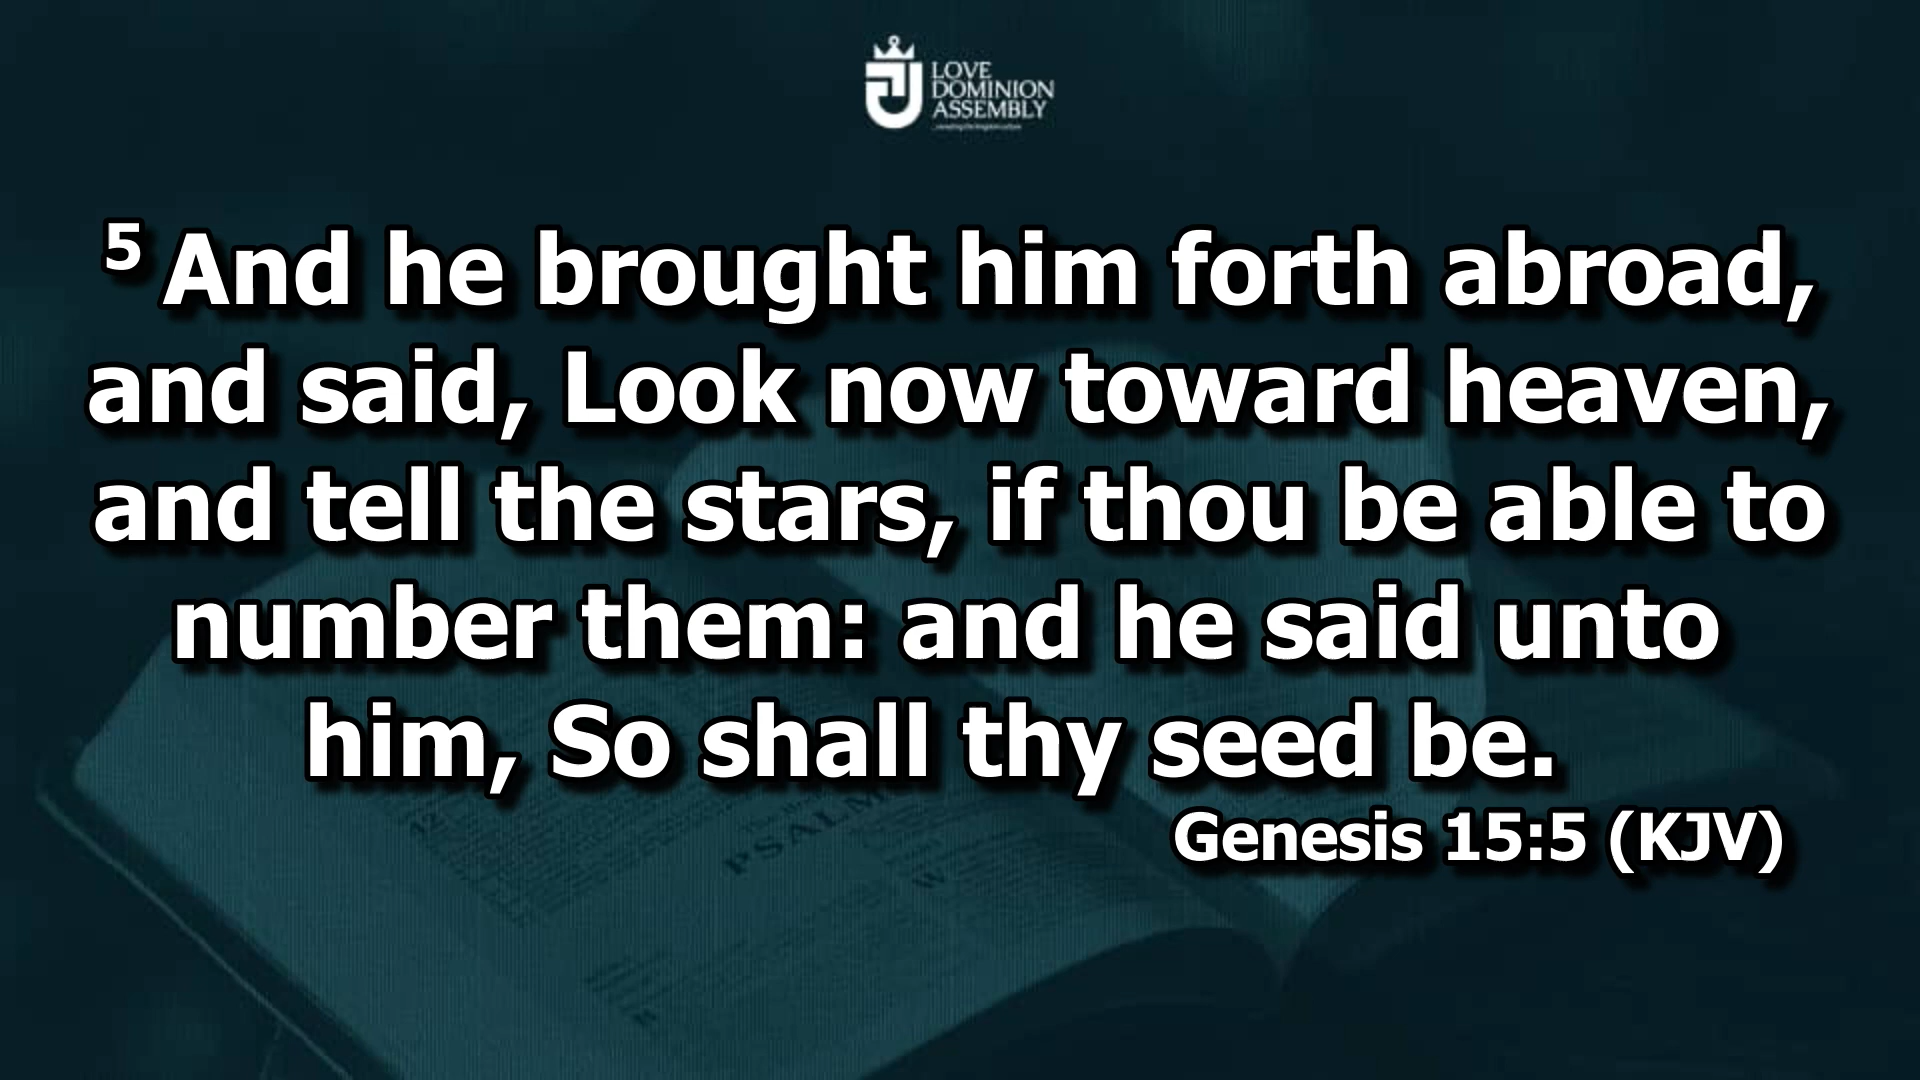 LOVE
DOMINION
ASSEMBLY
5 And he brought him forth abroad,
and said, Look now toward heaven,
and tell the stars, if thou be able to
number them: and he said unto
him, So shall thy seed be.
Genesis 15:5 (KJV)
12
PSALM
W